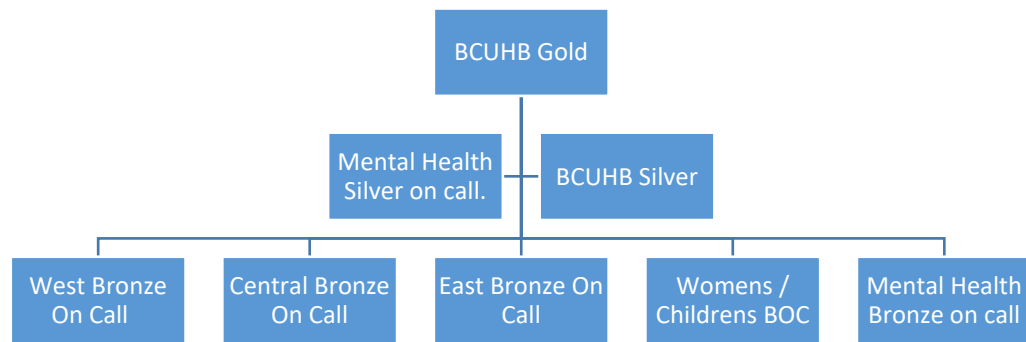 BCUHB Gold
Mental Health
Silver on call.
BCUHB Silver
West Bronze
On Call
Central Bronze
On Call
East Bronze On
Call
Womens /
Childrens BOC
Mental Health
Bronze on call